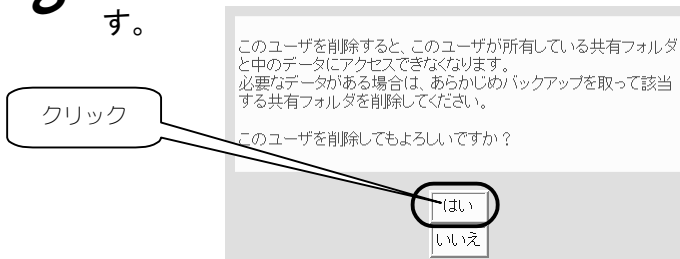 す。
このユーザを削除すると、このユーザが所有している共有フォルダ
と中のデータにアクセスできなくなります。
必要なデータがある場合は、あらかじめバックアップを取って該当
する共有フォルダを削除してください。
クリック
このユーザを削除してもよろしいですか？
はい
いいえ